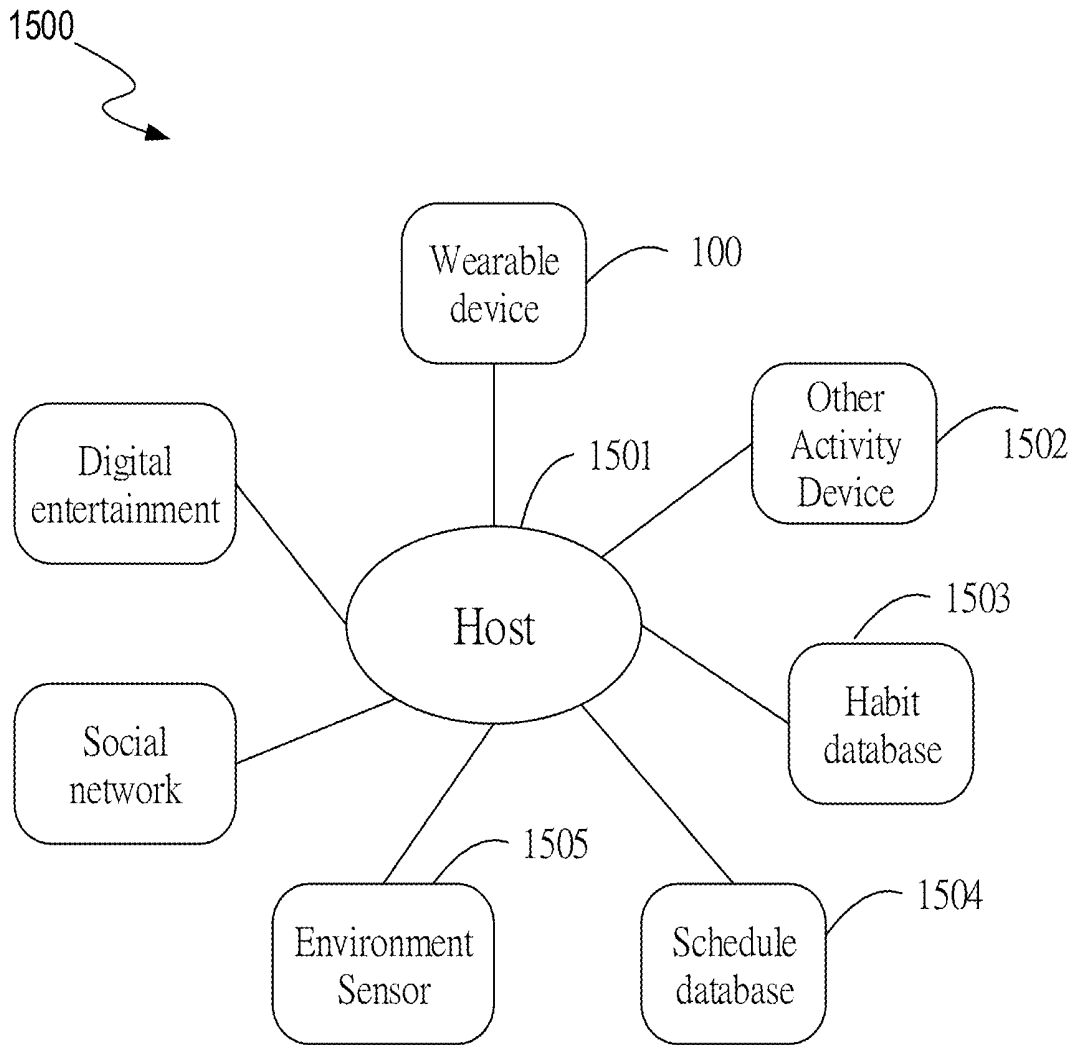 1500
Wearable
device
100
Other
Activity
Device
1502
Digital
entertainment
1501
Host
1503
Habit
database
Social
network
1505
Environment
Sensor
1504
Schedule
database